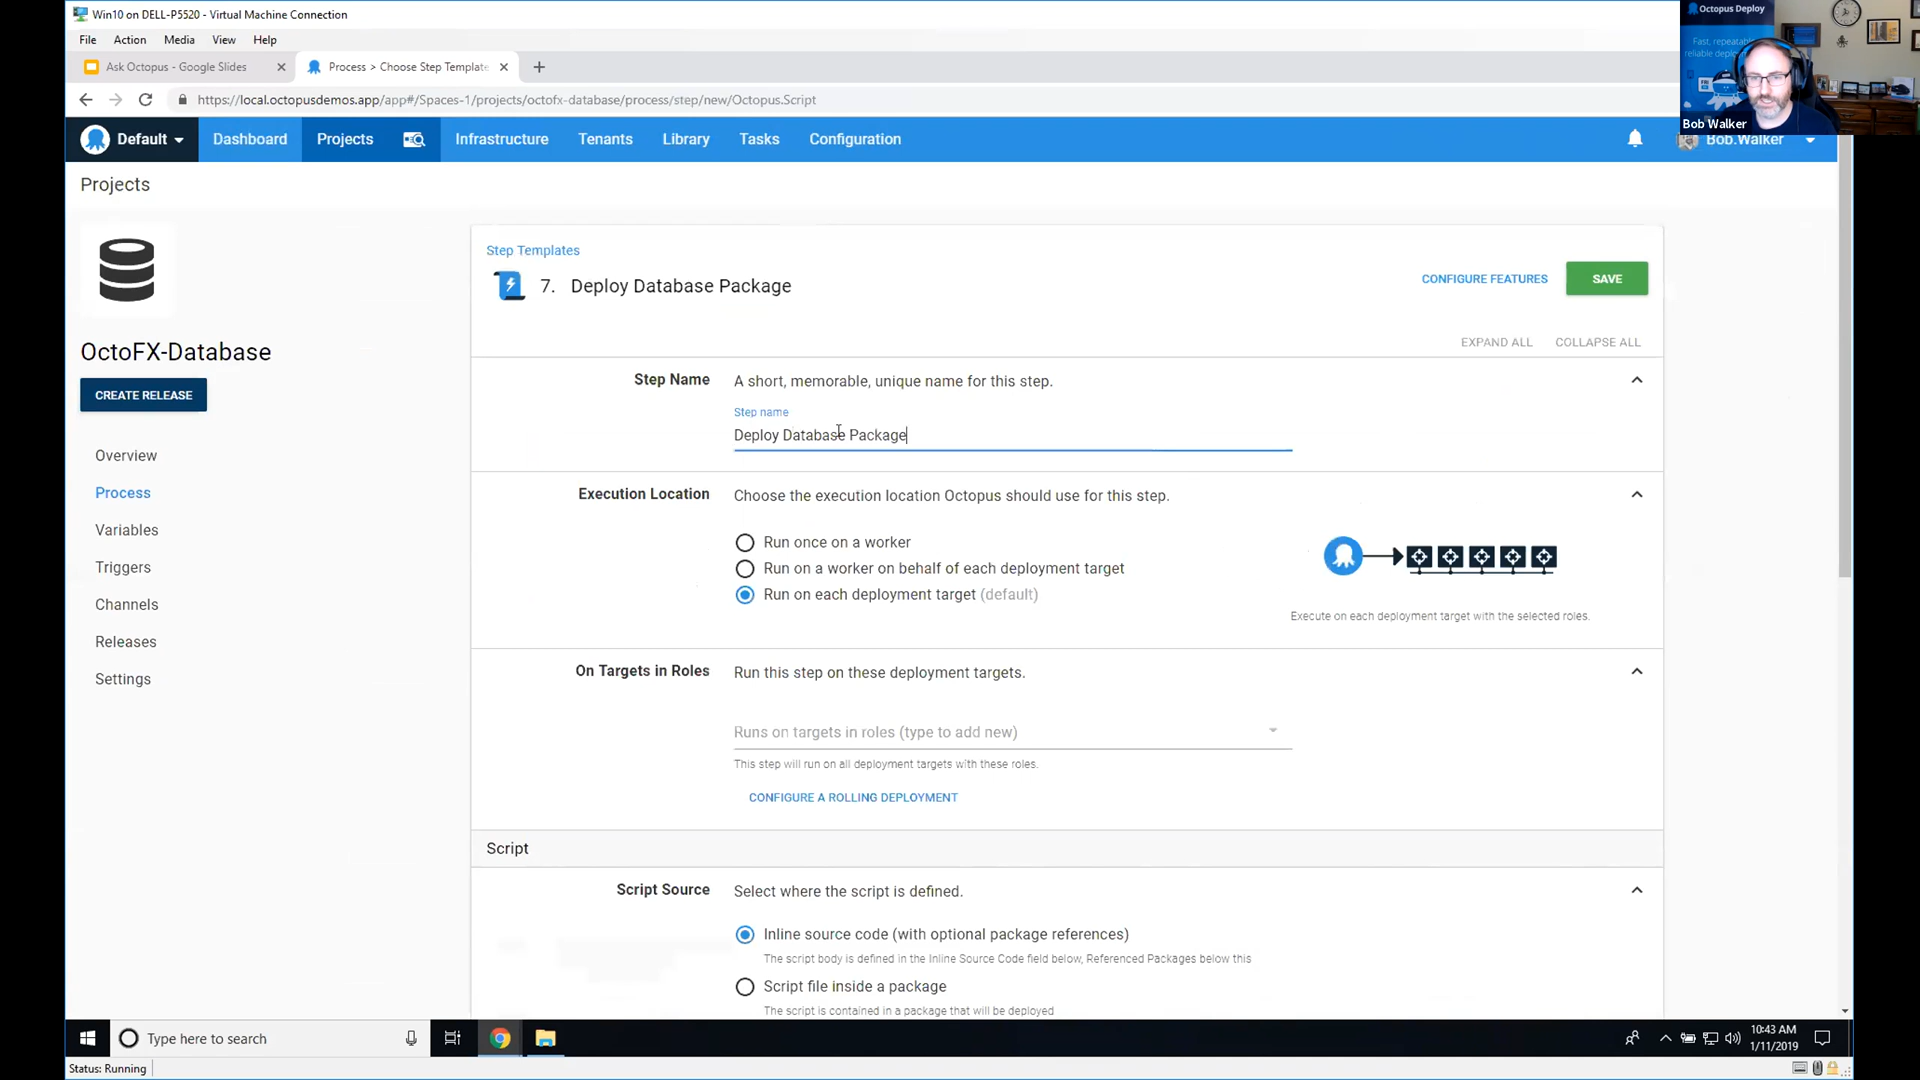 Win10 on DELL-P5520 - Virtual Machine Connection
File Action Media View Help
Ask Octopus - Google Slides
Process > Choose Step Template
https://local.octopusdemos.app/app#/Spaces-1/projects/octofx-database/process/step/new/Octopus.Script
Octopus Deploy
Fast, repeatable
reliable
Bob Walker
Default Dashboard Projects Infrastructure Tenants Library Tasks Configuration
Bob.Walker
Projects
OctoFX-Database
CREATE RELEASE
Overview
Process
Variables
Triggers
Channels
Releases
Settings
Step Templates
7. Deploy Database Package
CONFIGURE FEATURES
SAVE
EXPAND ALL COLLAPSE ALL
Step Name
A short, memorable, unique name for this step.
Step name
Deploy Database Package
Execution Location
Choose the execution location Octopus should use for this step.
Run once on a worker
Run on a worker on behalf of each deployment target
Run on each deployment target (default)
Execute on each deployment target with the selected roles.
On Targets in Roles
Run this step on these deployment targets.
Runs on targets in roles (type to add new)
This step will run on all deployment targets with these roles.
CONFIGURE A ROLLING DEPLOYMENT
Script
Script Source
Select where the script is defined.
Inline source code (with optional package references)
The script body is defined in the Inline Source Code field below, Referenced Packages below this
Script file inside a package
The script is contained in a package that will be deployed
Type here to search
10:43 AM
1/11/2019
Status: Running